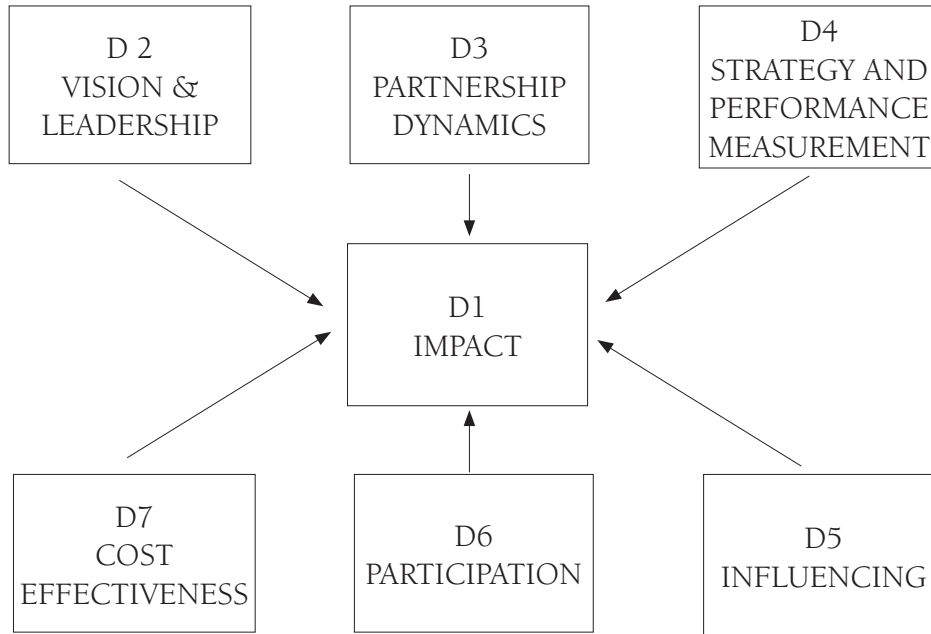 D 2
VISION &
LEADERSHIP
D3
PARTNERSHIP
DYNAMICS
D4
STRATEGY AND
PERFORMANCE
MEASUREMENT
D1
IMPACT
D7
COST
EFFECTIVENESS
D6
PARTICIPATION
D5
INFLUENCING